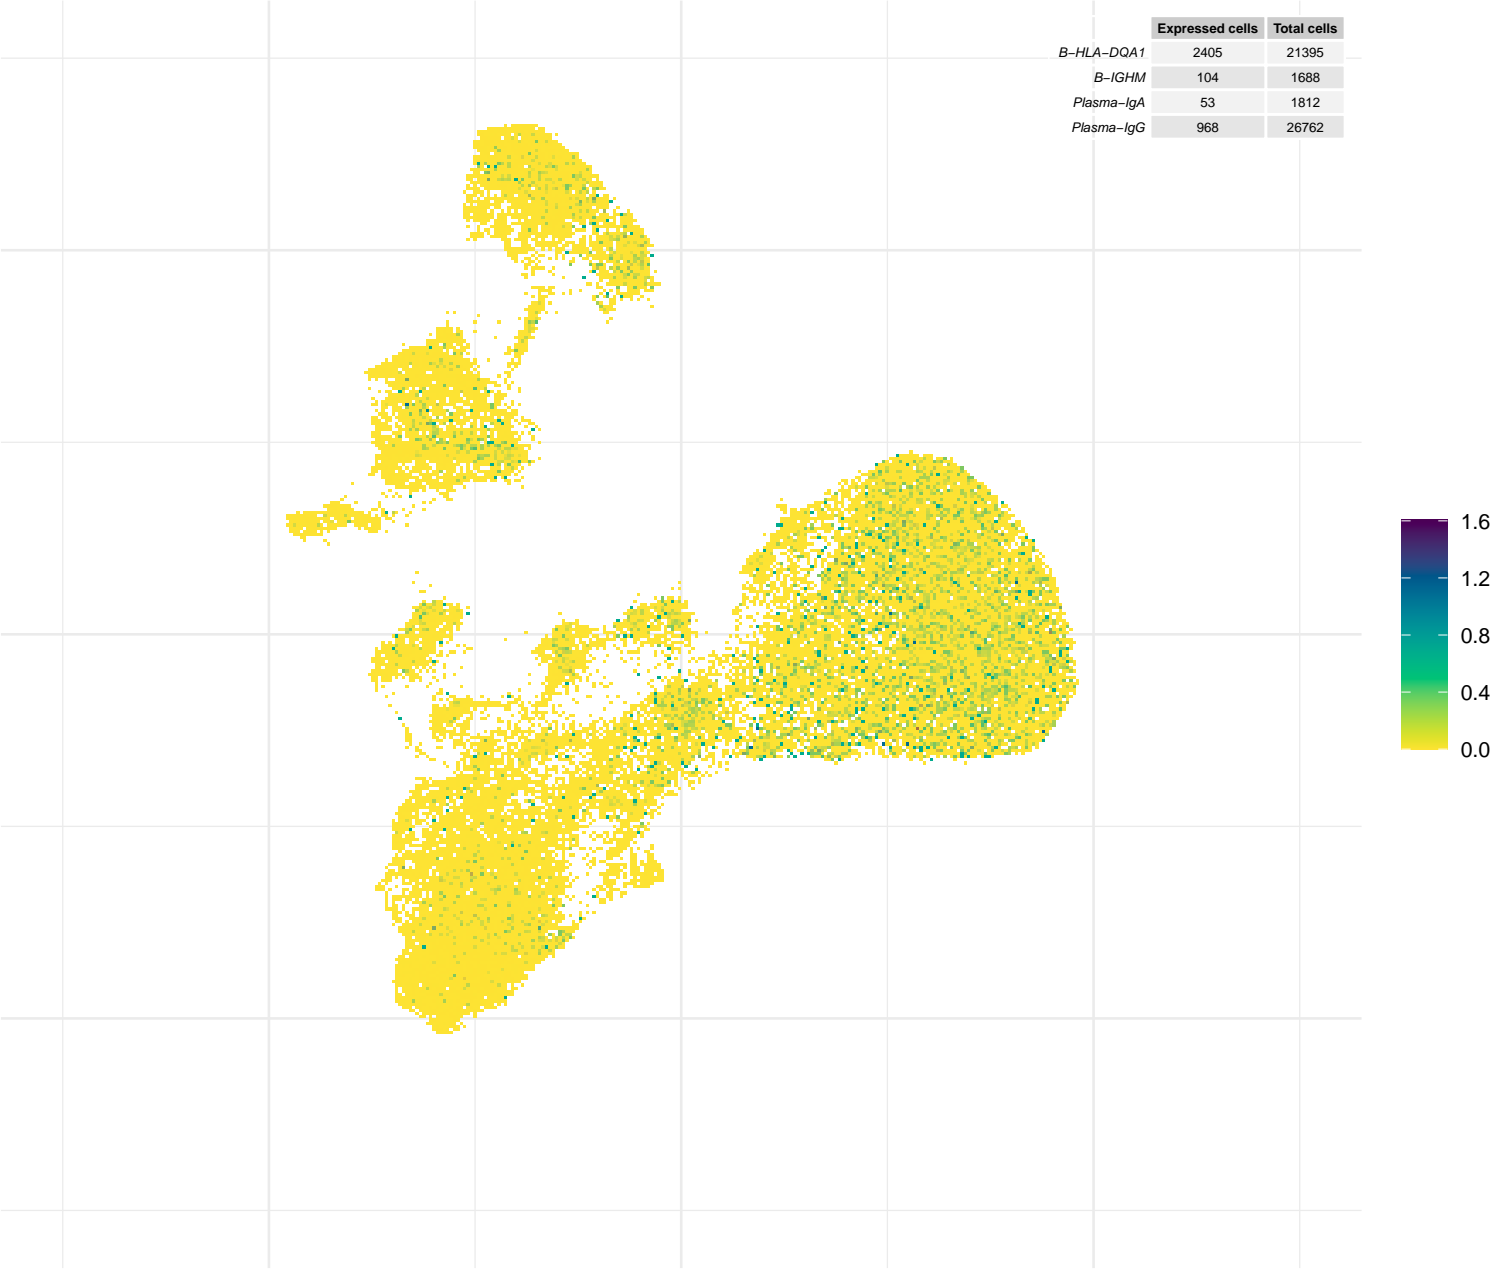 Expressed cells Total cells
B−HLA−DQA1 2405 21395
B−IGHM 104 1688
Plasma−IgA 53 1812
Plasma−IgG 968 26762
1.6
1.2
0.8
0.4
0.0